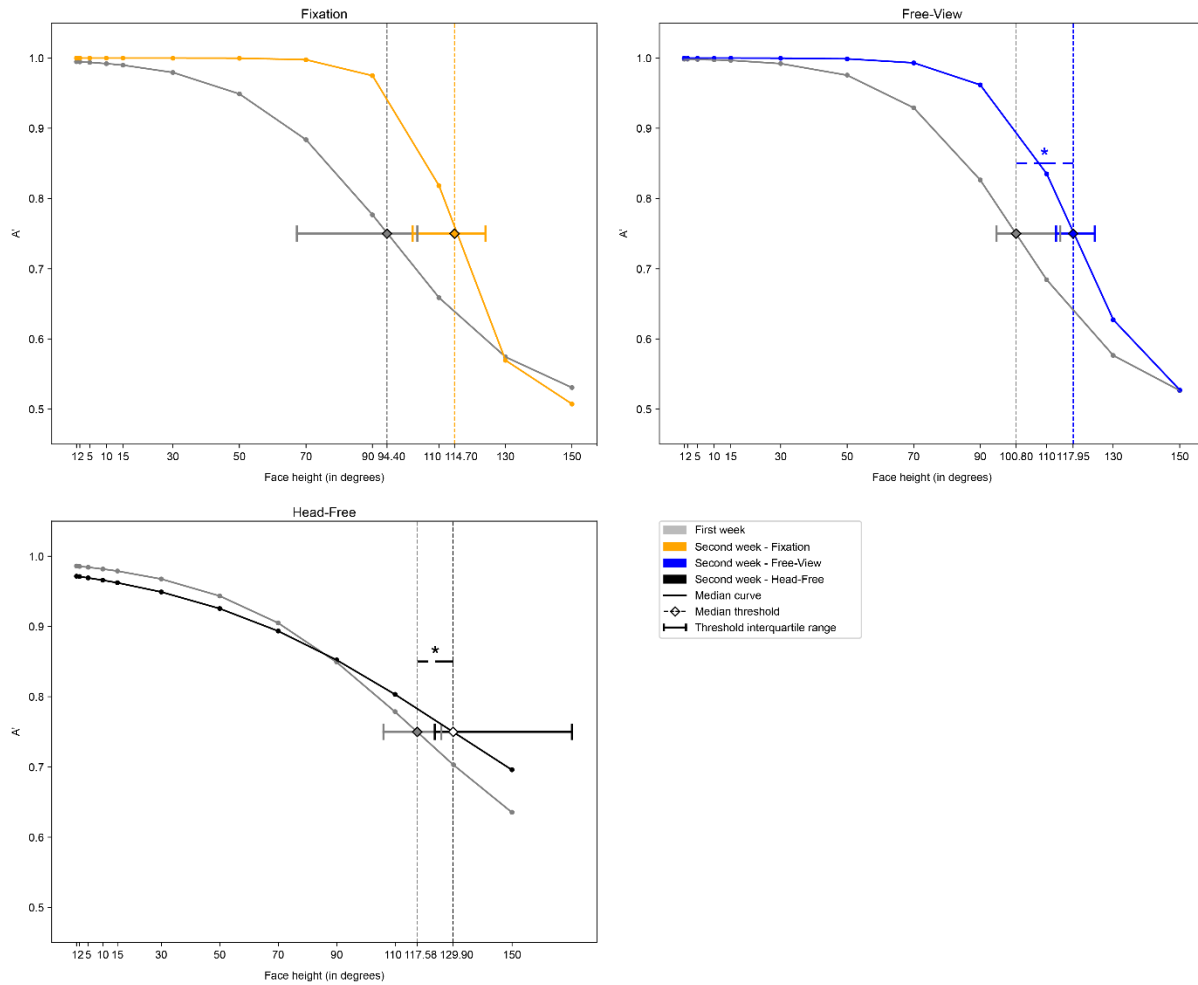 Fixation
1.0
0.9
0.8
0.7
0.6
0.5
A'
12 5 10 15 30 50 70 90 94.40 110 114.70 130 150
Face height (in degrees)
Free-View
1.0
0.9
0.8
0.7
0.6
0.5
A'
*
12 5 10 15 30 50 70 90 100.80 110 117.95 130 150
Face height (in degrees)
Head-Free
1.0
0.9
0.8
0.7
0.6
0.5
A'
*
12 5 10 15 30 50 70 90 110 117.58 129.90 150
Face height (in degrees)
First week
Second week - Fixation
Second week - Free-View
Second week - Head-Free
Median curve
Median threshold
Threshold interquartile range